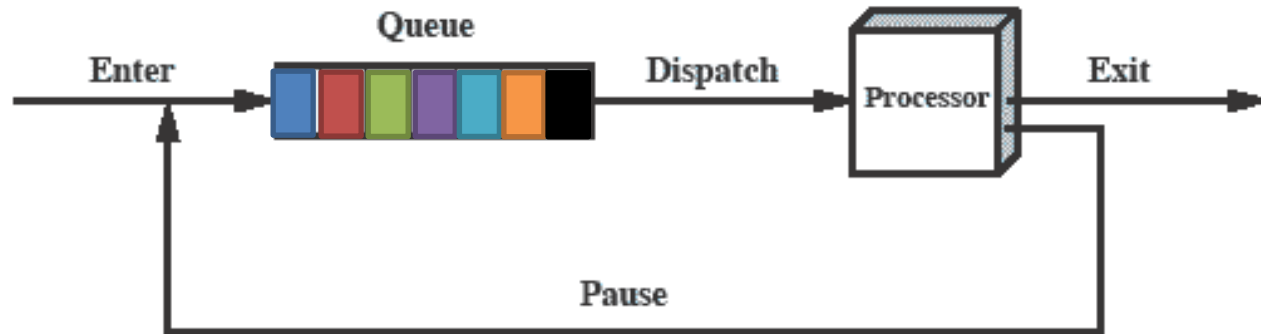 Queue
Enter
Dispatch
Processor
Exit
Pause